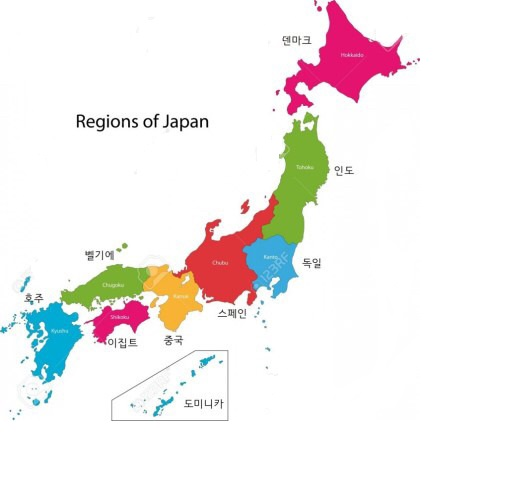 덴마크
Hokkaido
Regions of Japan
Tohoku
인도
벨기에
Chubu
Kanto
독일
Chugoku
호주
Kansai
스페인
Shikoku
Kyushu
이집트
중국
도미니카
123RF